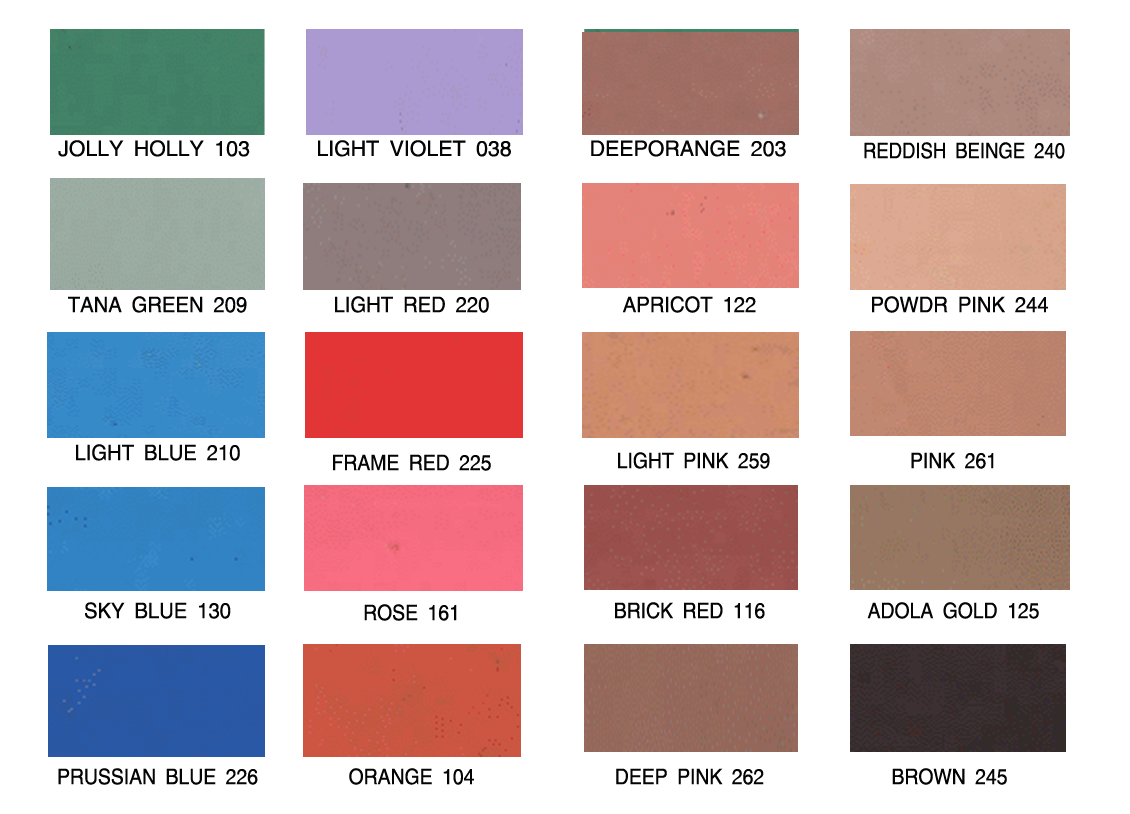 JOLLY HOLLY 103
LIGHT VIOLET 038
DEEPORANGE 203
REDDISH BEINGE 240
TANA GREEN 209
LIGHT RED 220
APRICOT 122
POWDR PINK 244
LIGHT BLUE 210
FRAME RED 225
LIGHT PINK 259
PINK 261
SKY BLUE 130
ROSE 161
BRICK RED 116
ADOLA GOLD 125
PRUSSIAN BLUE 226
ORANGE 104
DEEP PINK 262
BROWN 245